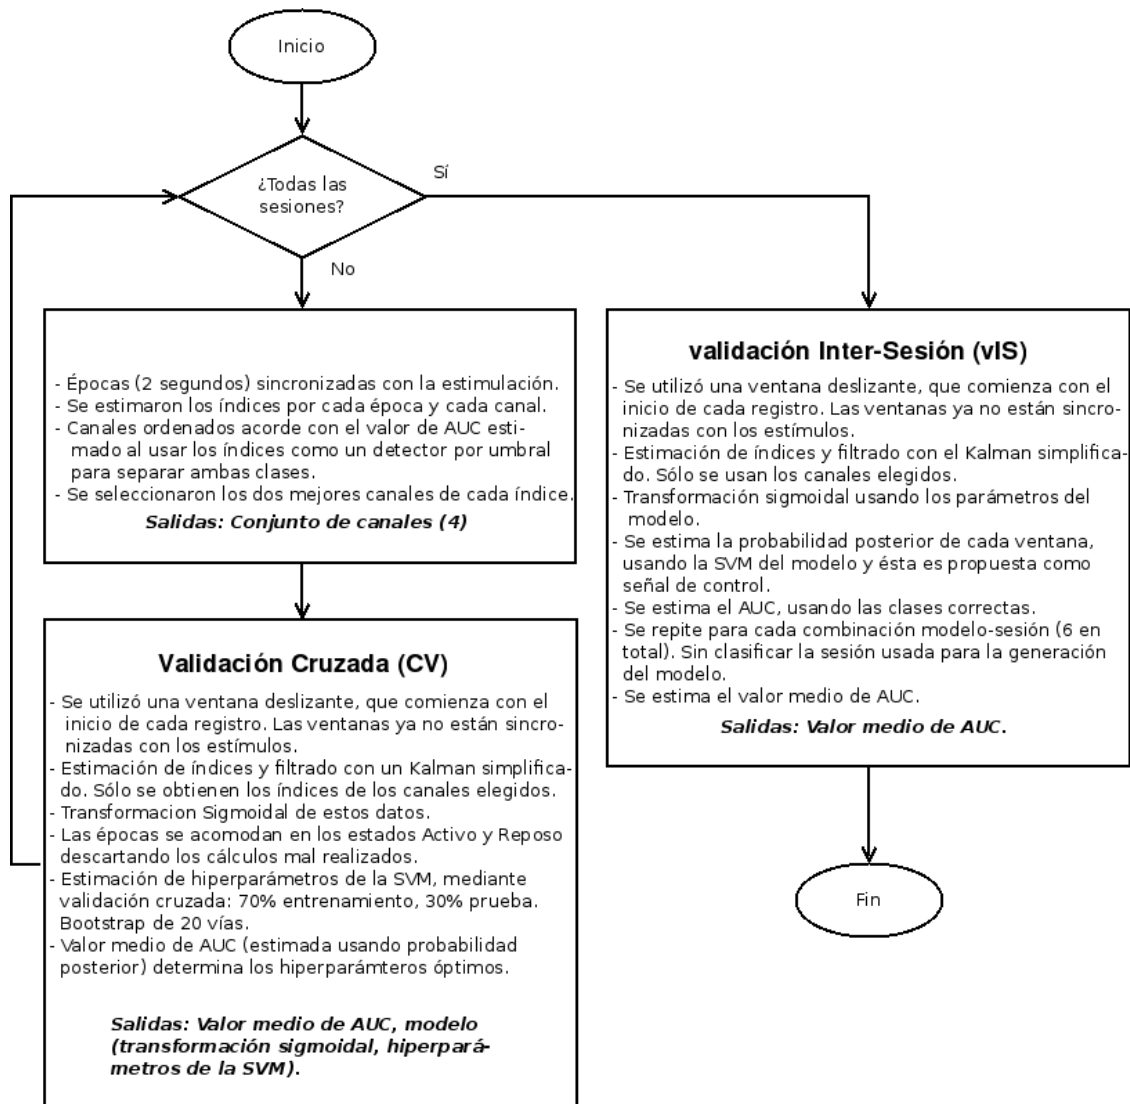 Inicio
¿Todas las
sesiones?
Sí
No
- Épocas (2 segundos) sincronizadas con la estimulación.
- Se estimaron los índices por cada época y cada canal.
- Canales ordenados acorde con el valor de AUC esti-
mado al usar los índices como un detector por umbral
para separar ambas clases.
- Se seleccionaron los dos mejores canales de cada índice.
Salidas: Conjunto de canales (4)
Validación Cruzada (CV)
- Se utilizó una ventana deslizante, que comienza con el
inicio de cada registro. Las ventanas ya no están sincro-
nizadas con los estímulos.
- Estimación de índices y filtrado con un Kalman simplifica-
do. Sólo se obtienen los índices de los canales elegidos.
- Transformacion Sigmoidal de estos datos.
- Las épocas se acomodan en los estados Activo y Reposo
descartando los cálculos mal realizados.
- Estimación de hiperparámetros de la SVM, mediante
validación cruzada: 70% entrenamiento, 30% prueba.
Bootstrap de 20 vías.
- Valor medio de AUC (estimada usando probabilidad
posterior) determina los hiperparámteros óptimos.
Salidas: Valor medio de AUC, modelo
(transformación sigmoidal, hiperpará-
metros de la SVM).
validación Inter-Sesión (vIS)
- Se utilizó una ventana deslizante, que comienza con el
inicio de cada registro. Las ventanas ya no están sincro-
nizadas con los estímulos.
- Estimación de índices y filtrado con el Kalman simplifica-
do. Sólo se usan los canales elegidos.
- Transformación sigmoidal usando los parámetros del
modelo.
- Se estima la probabilidad posterior de cada ventana,
usando la SVM del modelo y ésta es propuesta como
señal de control.
- Se estima el AUC, usando las clases correctas.
- Se repite para cada combinación modelo-sesión (6 en
total). Sin clasificar la sesión usada para la generación
del modelo.
- Se estima el valor medio de AUC.
Salidas: Valor medio de AUC.
Fin